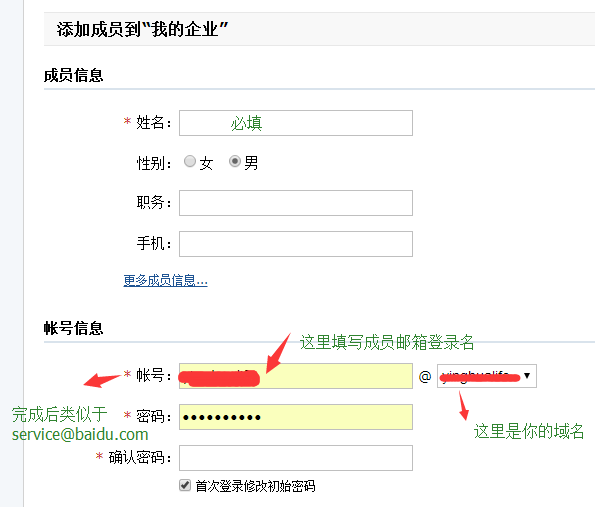 添加成员到“我的企业”
成员信息
* 姓名： 必填
性别： 女 男
职务：
手机：
更多成员信息...
帐号信息
这里填写成员邮箱登录名
* 帐号： @
完成后类似于
service@baidu.com
* 密码： ●●●●●●●●●●
这里是你的域名
* 确认密码：
首次登录修改初始密码